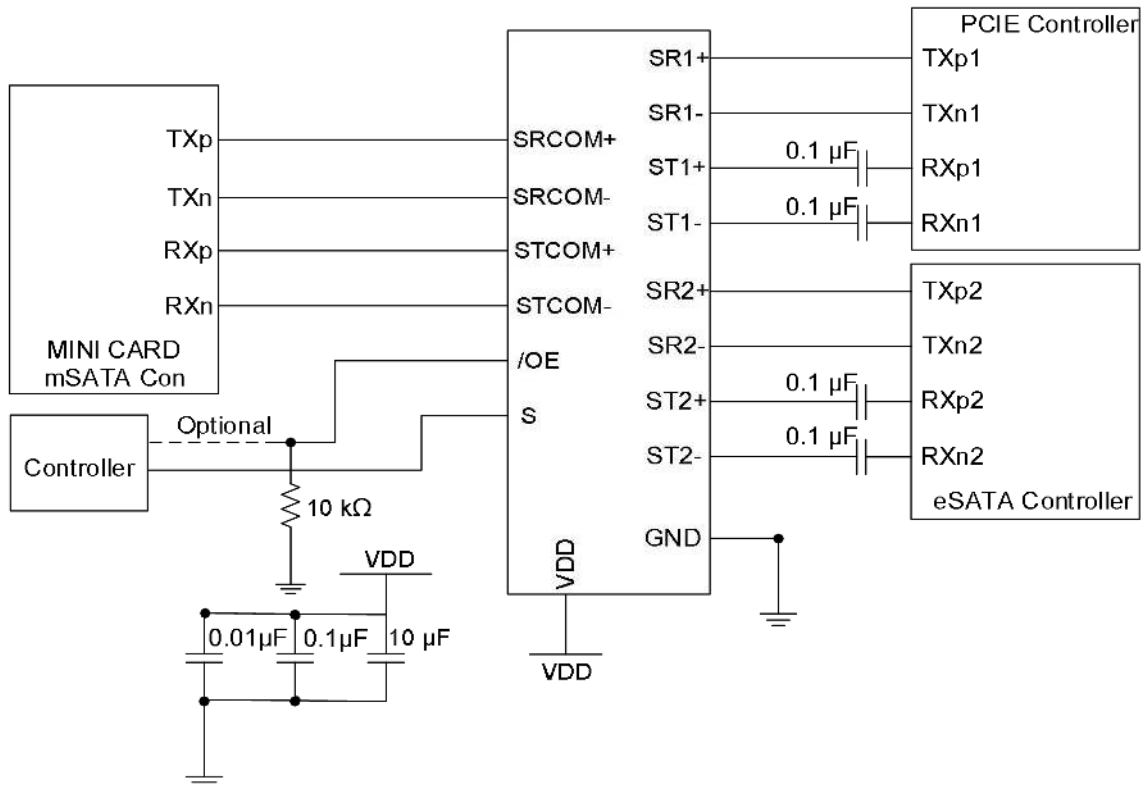 PCIE Controller
TXp1
TXn1
RXp1
RXn1
SR1+
SR1-
ST1+
ST1-
0.1 µF
0.1 µF
TXp
TXn
RXp
RXn
MINI CARD
mSATA Con
SRCOM+
SRCOM-
STCOM+
STCOM-
/OE
S
SR2+
SR2-
ST2+
ST2-
GND
VDD
VDD
0.1 µF
0.1 µF
TXp2
TXn2
RXp2
RXn2
eSATA Controller
Controller
Optional
10 kΩ
VDD
0.01µF
0.1µF
10 µF